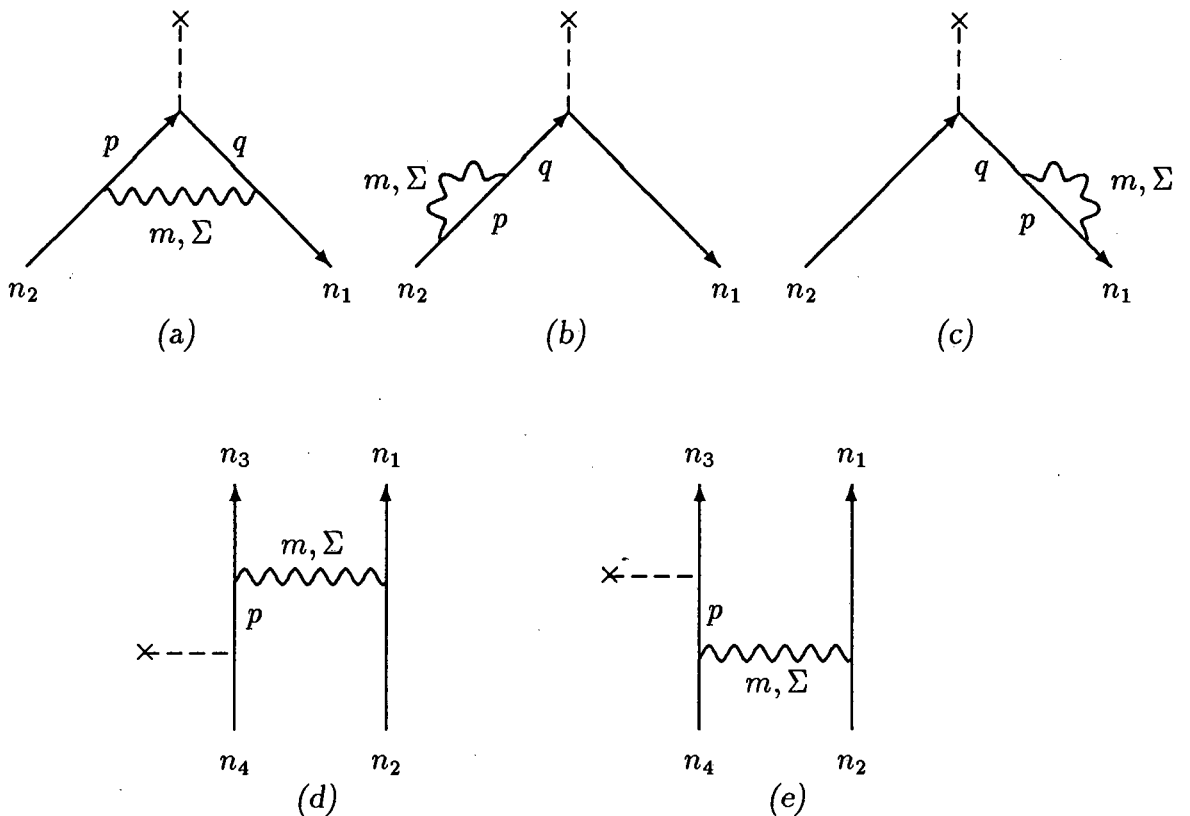 p q
m, Σ
n₂ n₁
(a)
m, Σ q
p
n₂ n₁
(b)
q m, Σ
p
n₂ n₁
(c)
n₃ n₁
m, Σ
p
n₄ n₂
(d)
n₃ n₁
p
m, Σ
n₄ n₂
(e)